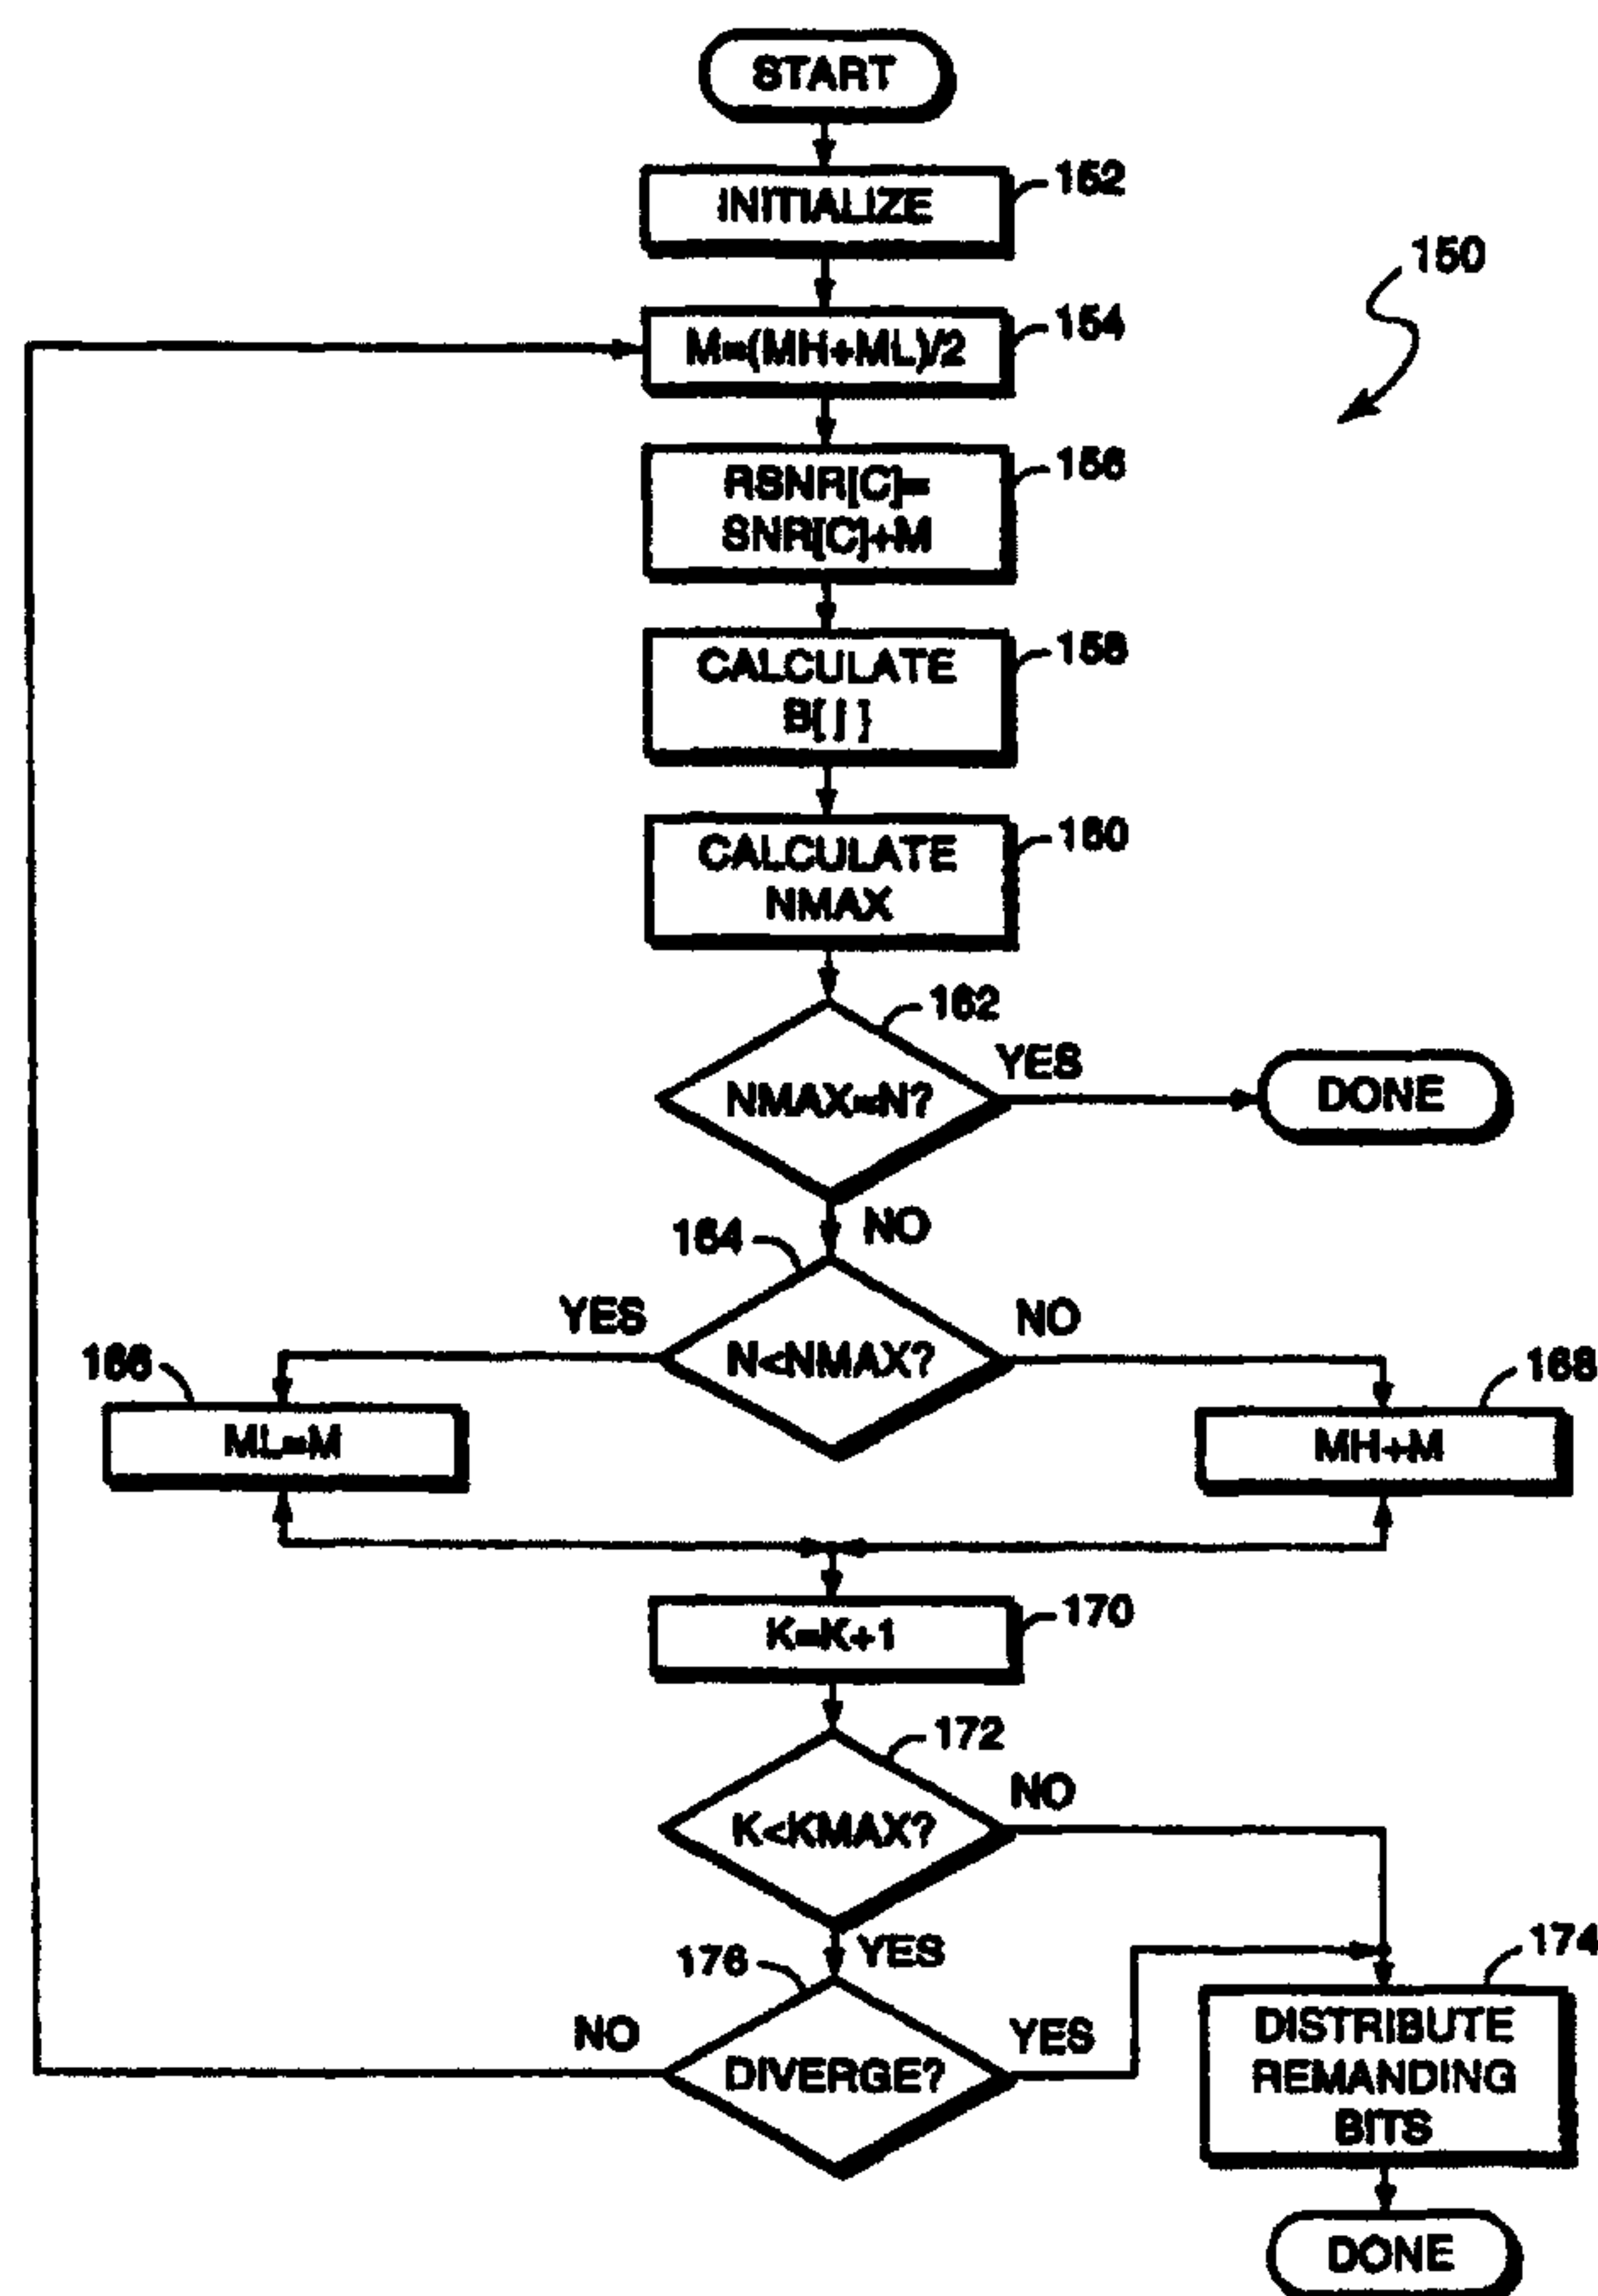 START
INITIALIZE
152
150
M=(MH+ML)/2
154
RSNR[C]=
SNR[C]+M
156
CALCULATE
B[ j ]
158
CALCULATE
NMAX
160
162
NMAX=N?
YES
DONE
NO
164
N<NMAX?
YES
NO
166
ML=M
168
MH+M
K=K+1
170
172
K<KMAX?
NO
YES
176
DIVERGE?
NO
YES
174
DISTRIBUTE
REMANDING
BITS
DONE